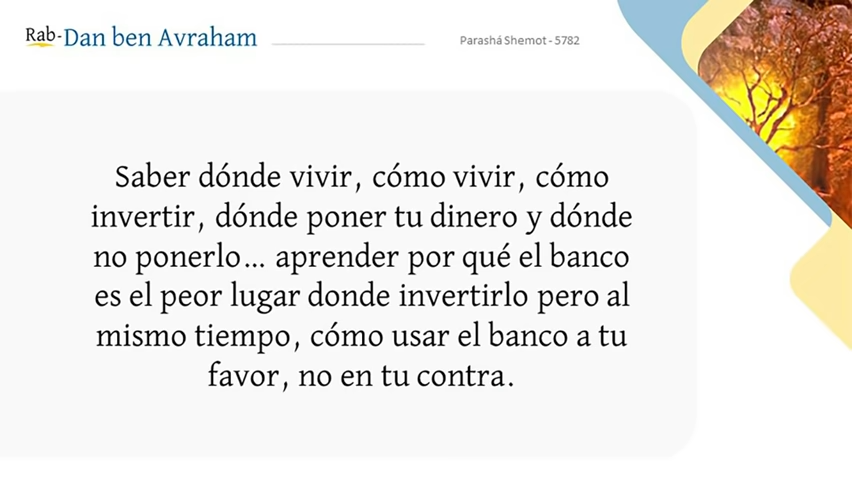 Rab-Dan ben Avraham
Parashá Shemot - 5782
Saber dónde vivir, cómo vivir, cómo
invertir, dónde poner tu dinero y dónde
no ponerlo... aprender por qué el banco
es el peor lugar donde invertirlo pero al
mismo tiempo, cómo usar el banco a tu
favor, no en tu contra.